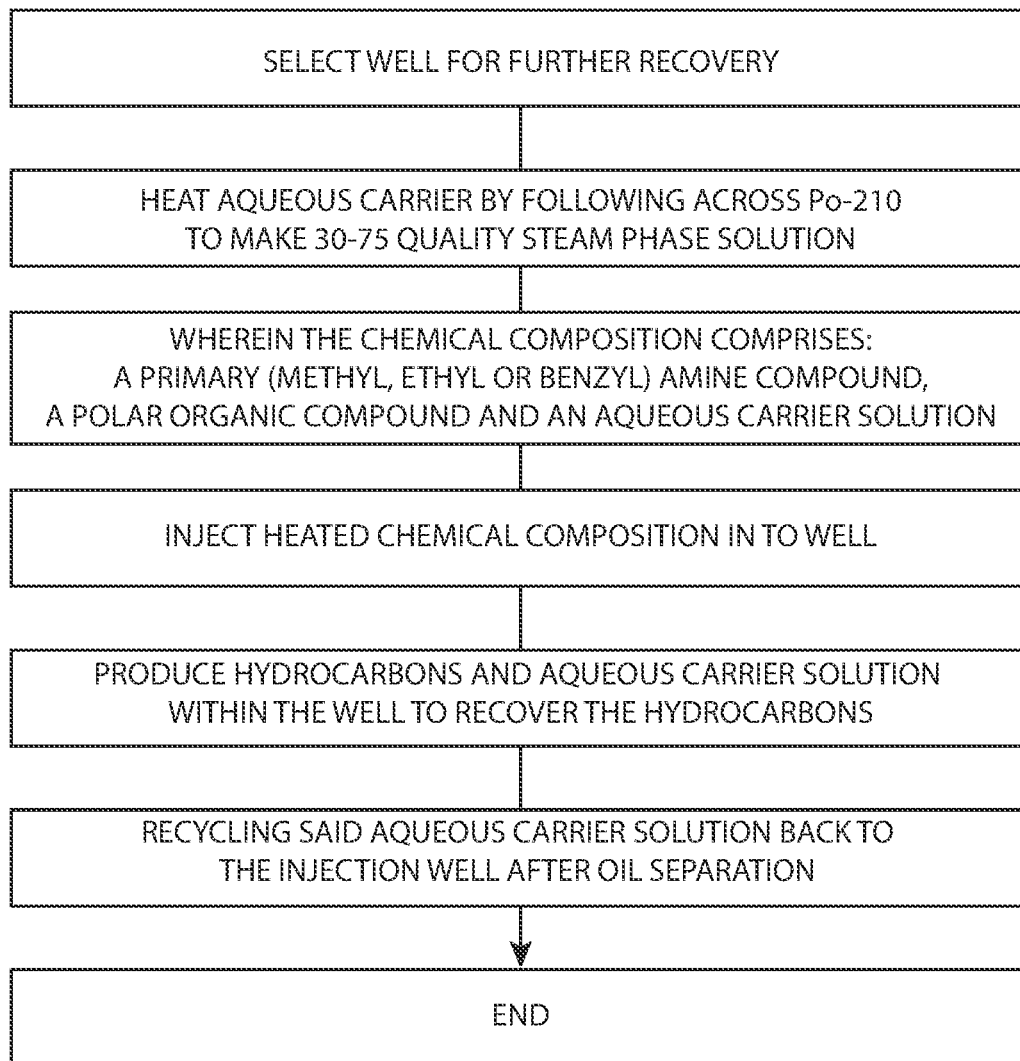 SELECT WELL FOR FURTHER RECOVERY
HEAT AQUEOUS CARRIER BY FOLLOWING ACROSS Po-210
TO MAKE 30-75 QUALITY STEAM PHASE SOLUTION
WHEREIN THE CHEMICAL COMPOSITION COMPRISES:
A PRIMARY (METHYL, ETHYL OR BENZYL) AMINE COMPOUND,
A POLAR ORGANIC COMPOUND AND AN AQUEOUS CARRIER SOLUTION
INJECT HEATED CHEMICAL COMPOSITION IN TO WELL
PRODUCE HYDROCARBONS AND AQUEOUS CARRIER SOLUTION
WITHIN THE WELL TO RECOVER THE HYDROCARBONS
RECYCLING SAID AQUEOUS CARRIER SOLUTION BACK TO
THE INJECTION WELL AFTER OIL SEPARATION
END